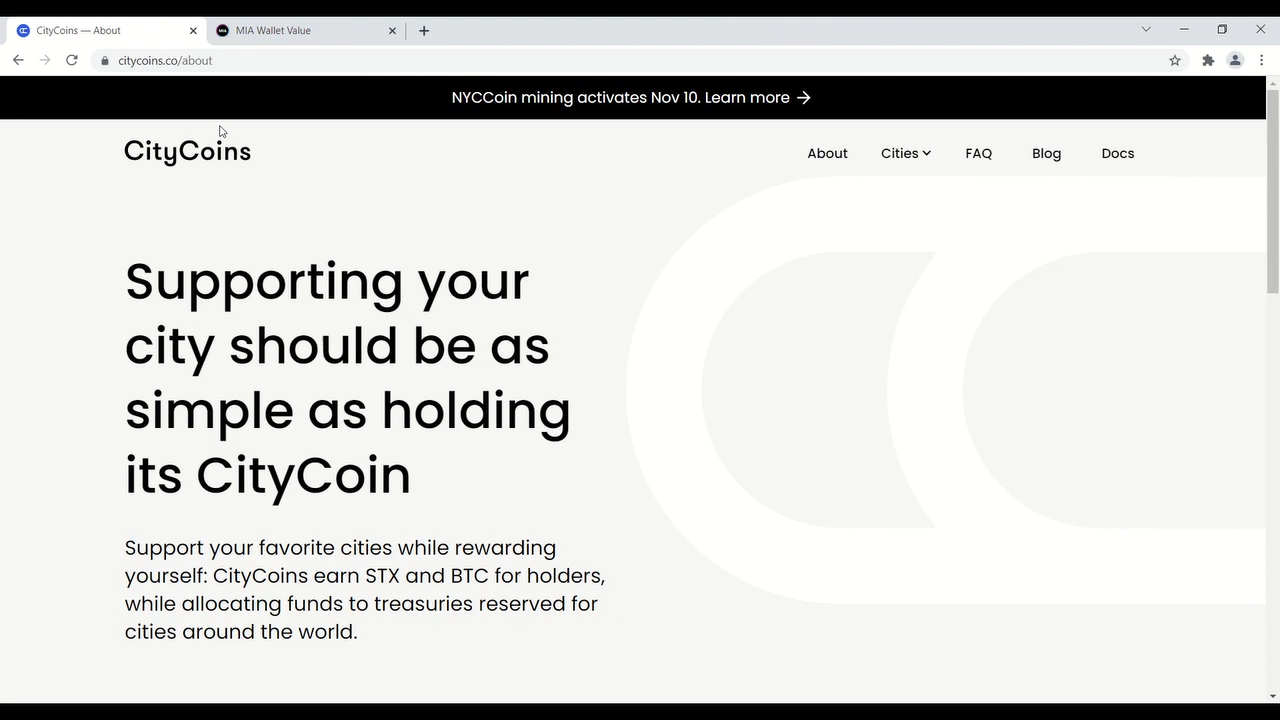 CityCoins — About
MIA Wallet Value
citycoins.co/about
NYCCoin mining activates Nov 10. Learn more →
CityCoins
About Cities FAQ Blog Docs
Supporting your
city should be as
simple as holding
its CityCoin
Support your favorite cities while rewarding
yourself: CityCoins earn STX and BTC for holders,
while allocating funds to treasuries reserved for
cities around the world.